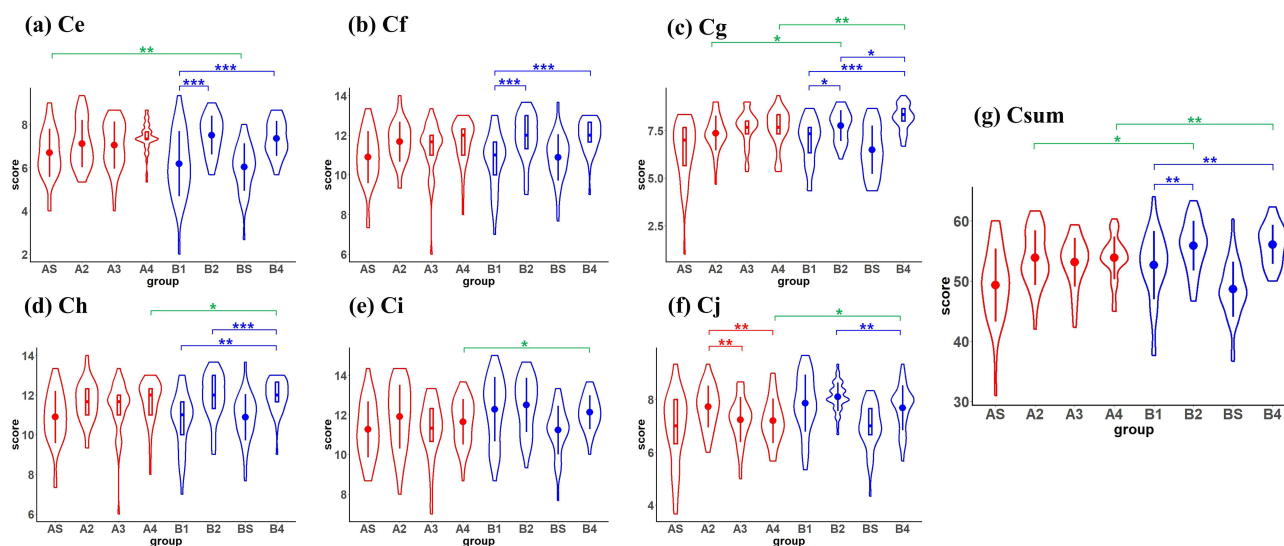 (a) Ce
**
***
***
8
6
4
2
score
AS A2 A3 A4 B1 B2 BS B4
group
(b) Cf
***
***
14
12
10
8
6
score
AS A2 A3 A4 B1 B2 BS B4
group
(c) Cg
**
*
*
***
*
7.5
5.0
2.5
score
AS A2 A3 A4 B1 B2 BS B4
group
(d) Ch
*
***
**
14
12
10
8
6
score
AS A2 A3 A4 B1 B2 BS B4
group
(e) Ci
*
14
12
10
8
score
AS A2 A3 A4 B1 B2 BS B4
group
(f) Cj
*
**
**
**
8
6
4
score
AS A2 A3 A4 B1 B2 BS B4
group
(g) Csum
**
*
**
**
60
50
40
30
score
AS A2 A3 A4 B1 B2 BS B4
group